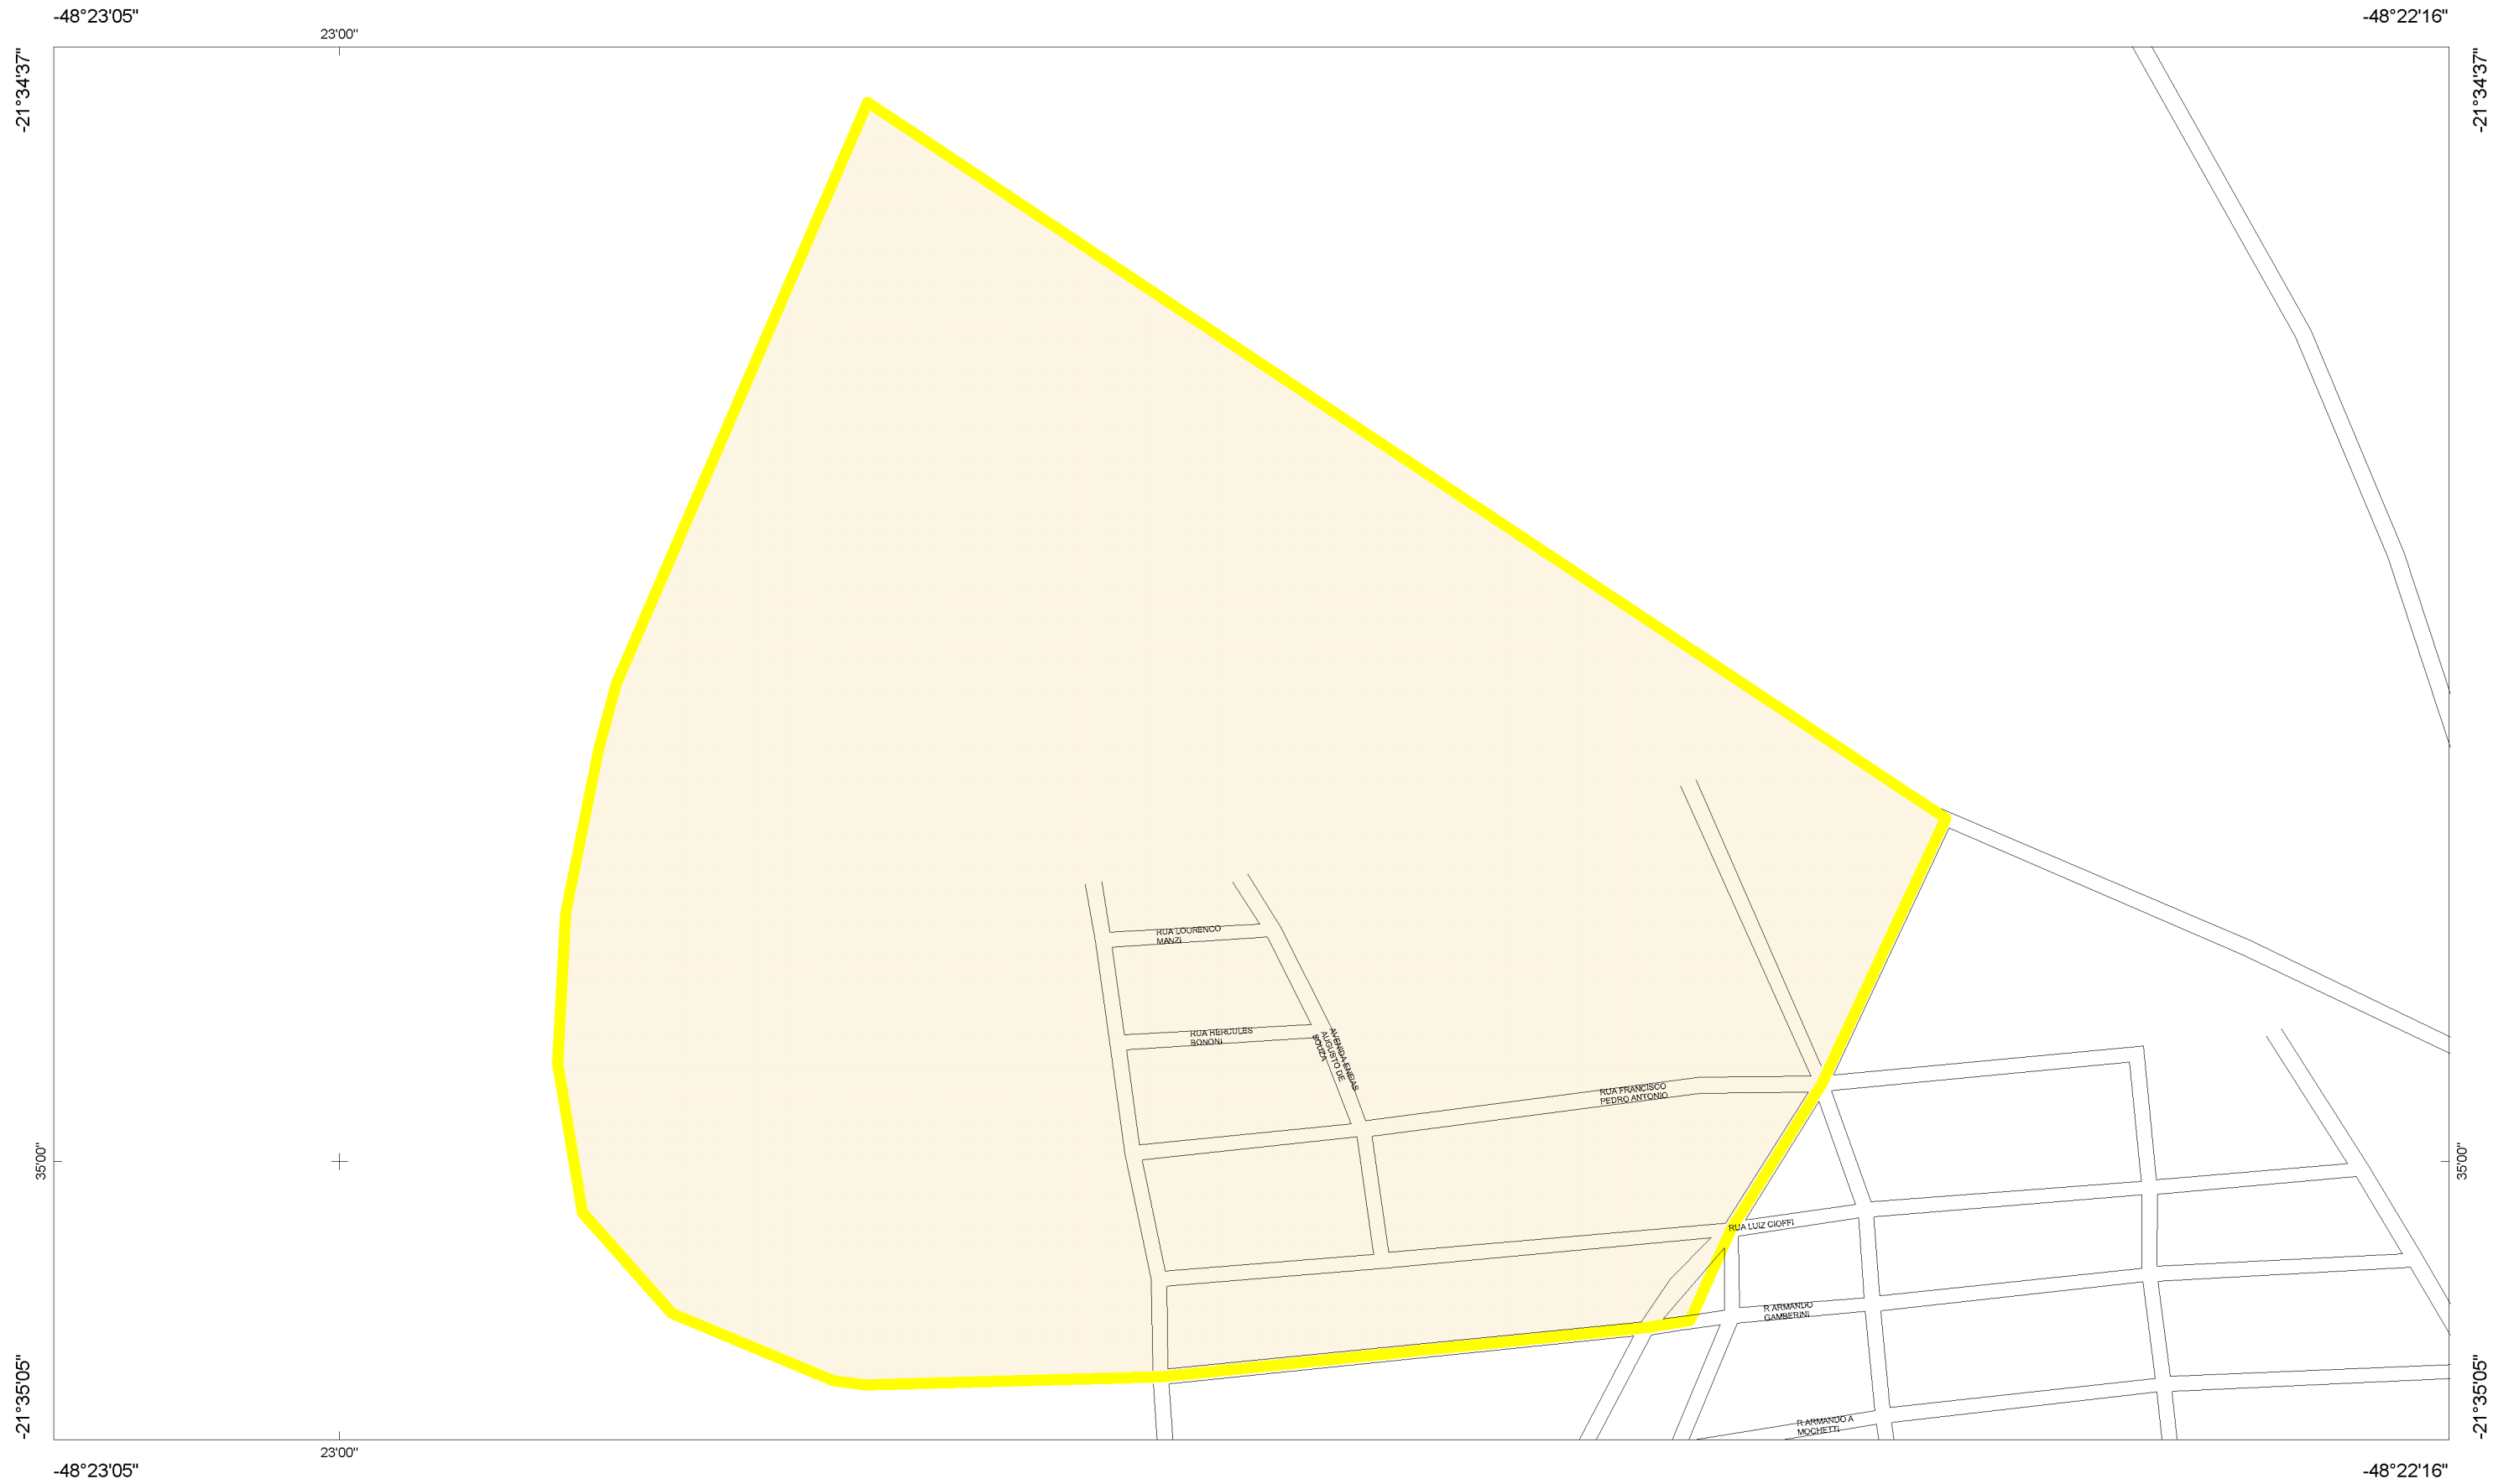 -48°23'05"
-48°22'16"
23'00"
-21°34'37"
-21°34'37"
RUA LOURENCO
MANZI
RUA HERCULES
BONONI
AVENIDA ENEIAS
AUGUSTO DE
SOUZA
RUA FRANCISCO
PEDRO ANTONIO
35'00"
35'00"
RUA LUIZ CIOFFI
R ARMANDO
GAMBERINI
R ARMANDO A
MOCHETTI
-21°35'05"
-21°35'05"
23'00"
-48°23'05"
-48°22'16"